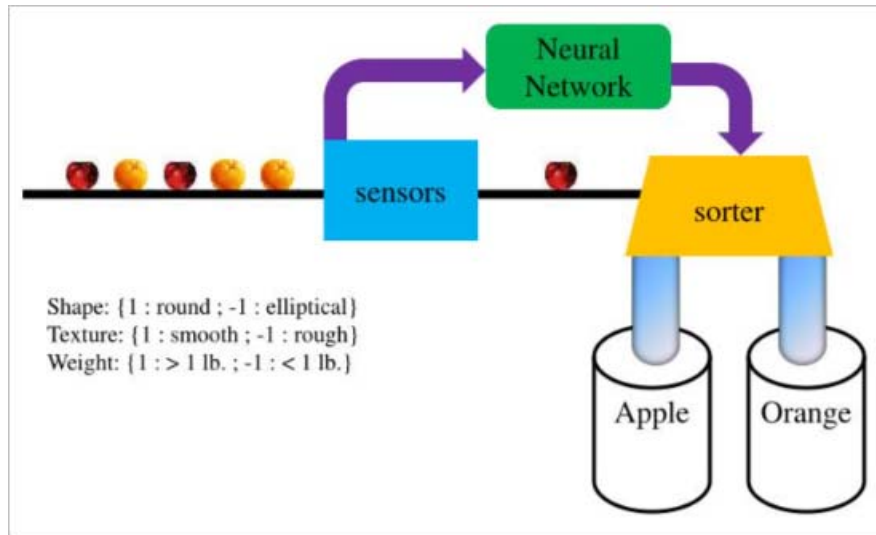 Neural
Network
sensors
sorter
Shape: {1 : round ; -1 : elliptical}
Texture: {1 : smooth ; -1 : rough}
Weight: {1 : > 1 lb. ; -1 : < 1 lb.}
Apple
Orange